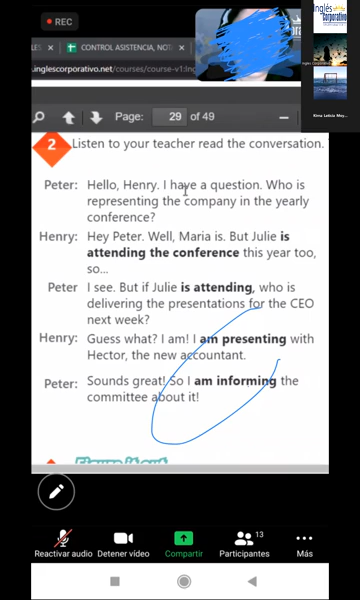 REC
CONTROL ASISTENCIA, NOT
.inglescorporativo.net/courses/course-v1:Ing
Inglés
Corporativo
Page: 29 of 49
2 Listen to your teacher read the conversation.
Peter: Hello, Henry. I have a question. Who is
representing the company in the yearly
conference?
Henry: Hey Peter. Well, Maria is. But Julie is
attending the conference this year too,
so...
Peter I see. But if Julie is attending, who is
delivering the presentations for the CEO
next week?
Henry: Guess what? I am! I am presenting with
Hector, the new accountant.
Peter: Sounds great! So I am informing the
committee about it!
13
Reactivar audio
Detener vídeo
Compartir
Participantes
Más